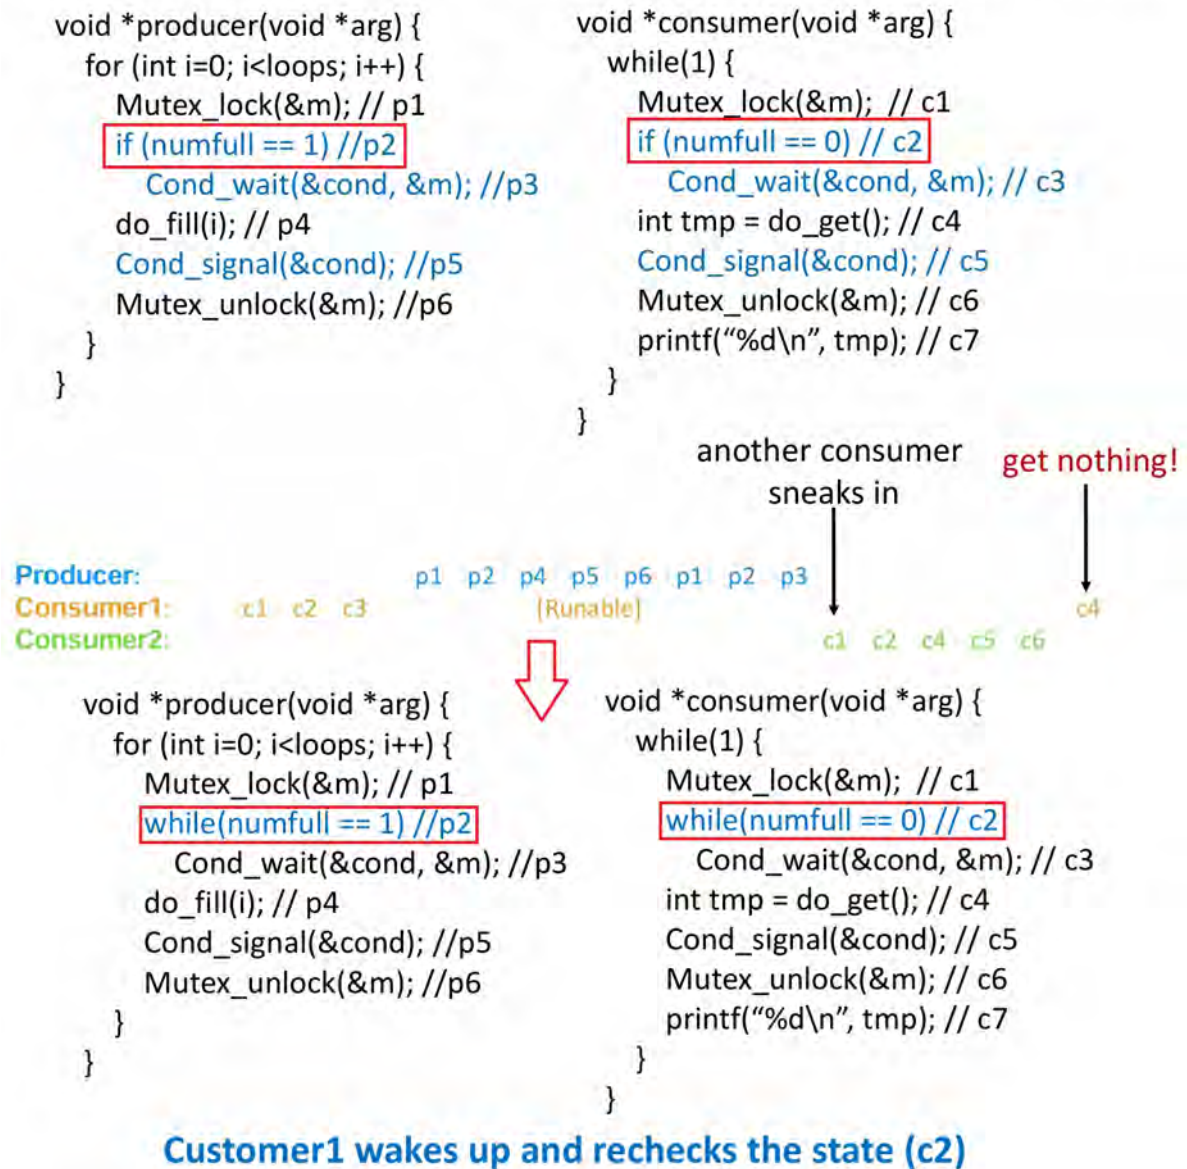 void *producer(void *arg) {
for (int i=0; i<loops; i++) {
Mutex_lock(&m); // p1
if (numfull == 1) //p2
Cond_wait(&cond, &m); //p3
do_fill(i); // p4
Cond_signal(&cond); //p5
Mutex_unlock(&m); //p6
}
}
void *consumer(void *arg) {
while(1) {
Mutex_lock(&m); // c1
if (numfull == 0) // c2
Cond_wait(&cond, &m); // c3
int tmp = do_get(); // c4
Cond_signal(&cond); // c5
Mutex_unlock(&m); // c6
printf(“%d\n”, tmp); // c7
}
}
another consumer
sneaks in
get nothing!
Producer: p1 p2 p4 p5 p6 p1 p2 p3
Consumer1: c1 c2 c3 [Runable] c4
Consumer2: c1 c2 c4 c5 c6
void *producer(void *arg) {
for (int i=0; i<loops; i++) {
Mutex_lock(&m); // p1
while(numfull == 1) //p2
Cond_wait(&cond, &m); //p3
do_fill(i); // p4
Cond_signal(&cond); //p5
Mutex_unlock(&m); //p6
}
}
void *consumer(void *arg) {
while(1) {
Mutex_lock(&m); // c1
while(numfull == 0) // c2
Cond_wait(&cond, &m); // c3
int tmp = do_get(); // c4
Cond_signal(&cond); // c5
Mutex_unlock(&m); // c6
printf(“%d\n”, tmp); // c7
}
}
Customer1 wakes up and rechecks the state (c2)